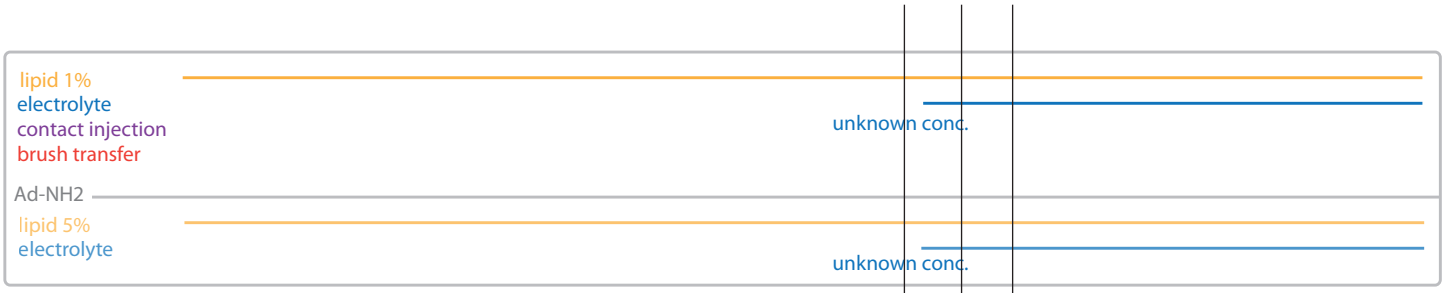 lipid 1%
electrolyte
unknown conc.
contact injection
brush transfer
Ad-NH2
lipid 5%
electrolyte
unknown conc.